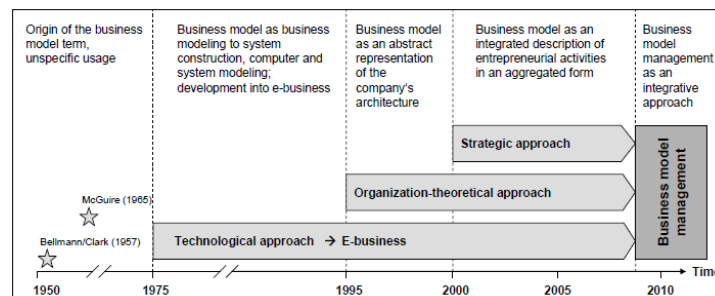 Origin of the business
model term,
unspecific usage
Business model as business
modeling to system
construction, computer and
system modeling;
development into e-business
Business model
as an abstract
representation
of the
company's
architecture
Business model as an
integrated description of
entrepreneurial activities
in an aggregated form
Business
model
management
as an
integrative
approach
Strategic approach
McGuire (1965)
Organization-theoretical approach
Business model
management
Bellmann/Clark (1957)
Technological approach → E-business
Time
1950
1975
1995
2000
2005
2010